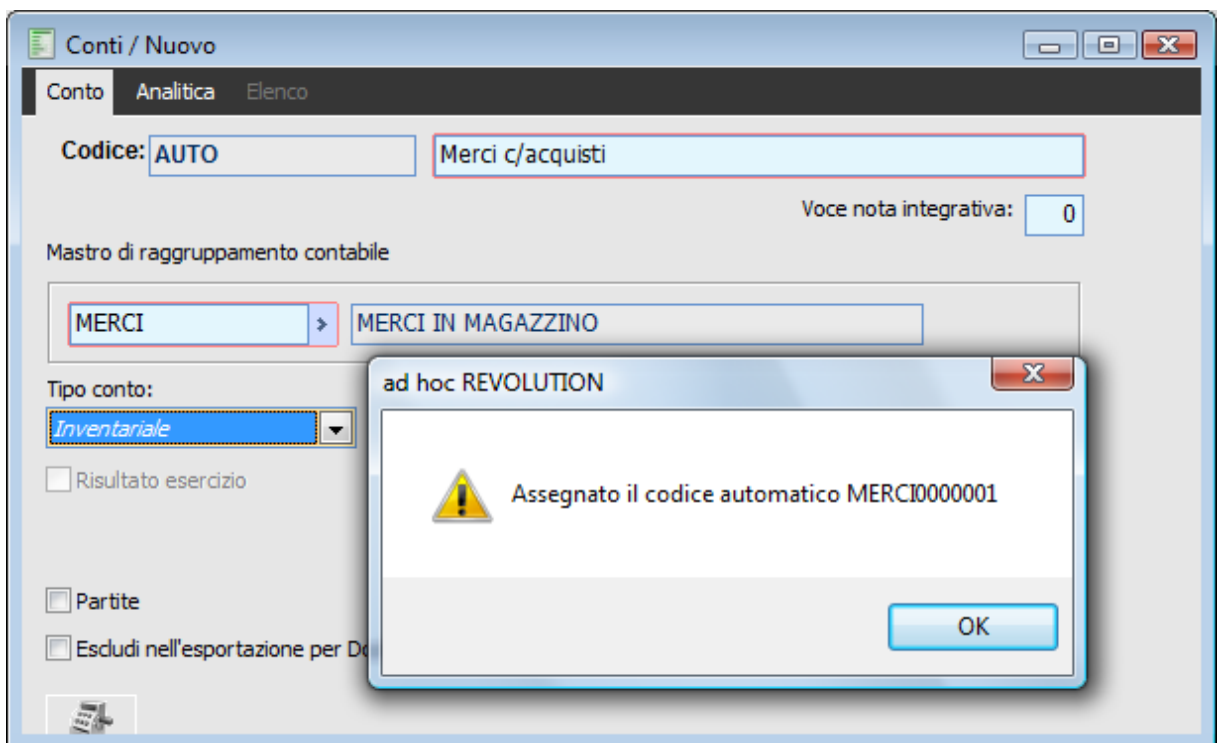 Conti / Nuovo
Conto Analitica Elenco
Codice: AUTO Merci c/acquisti
Voce nota integrativa: 0
Mastro di raggruppamento contabile
MERCI MERCI IN MAGAZZINO
Tipo conto:
Inventariale
Risultato esercizio
Partite
Escludi nell'esportazione per Do
ad hoc REVOLUTION
Assegnato il codice automatico MERCI0000001
OK